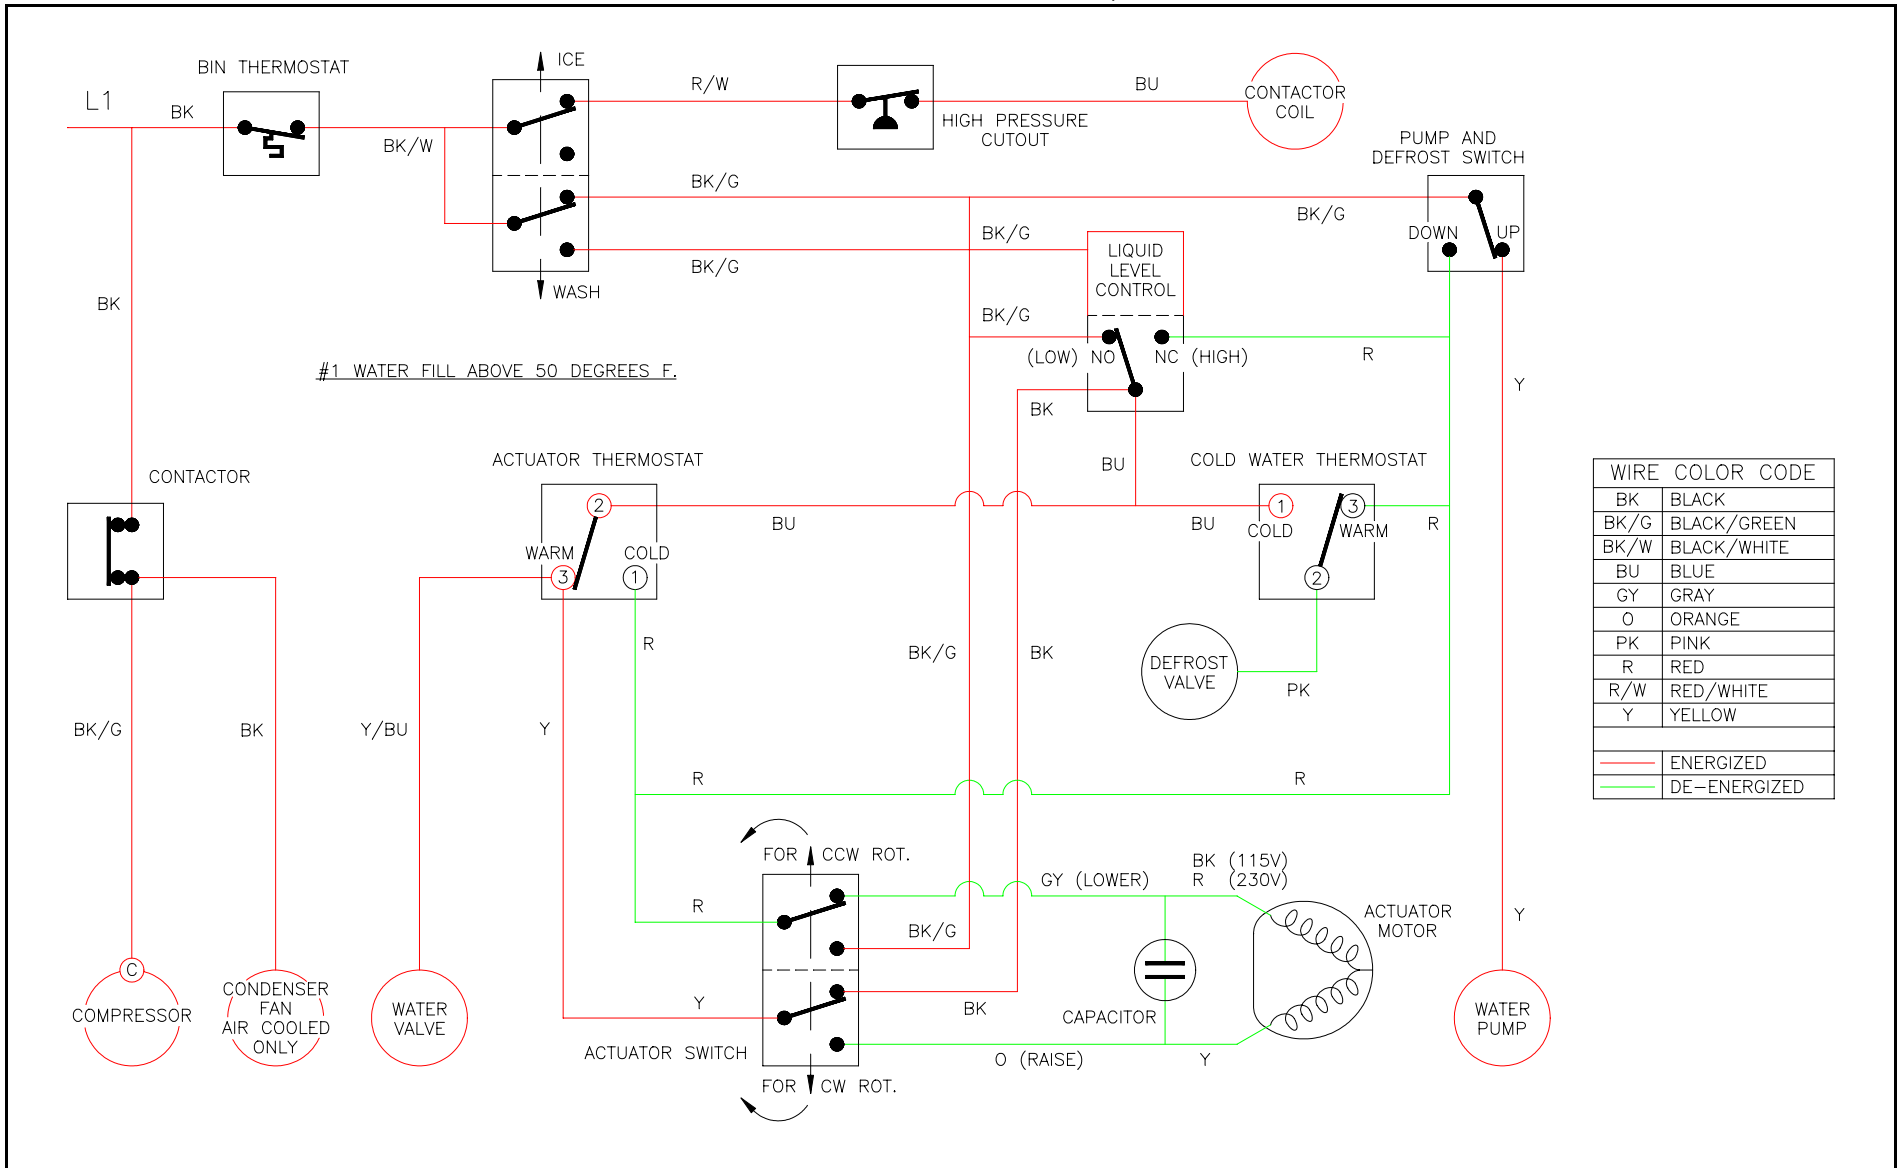 ICE
BIN THERMOSTAT
L1
BK
BK/W
R/W
BU
CONTACTOR
COIL
HIGH PRESSURE
CUTOUT
PUMP AND
DEFROST SWITCH
BK/G
BK/G
DOWN
UP
BK/G
BK/G
LIQUID
LEVEL
CONTROL
WASH
BK
BK/G
(LOW) NO
NC (HIGH)
R
#1 WATER FILL ABOVE 50 DEGREES F.
Y
BK
ACTUATOR THERMOSTAT
BU
COLD WATER THERMOSTAT
CONTACTOR
2
BU
BU
1
3
R
COLD
WARM
WARM
COLD
3
1
2
R
BK/G
BK
DEFROST
VALVE
PK
BK/G
BK
Y/BU
Y
R
R
WIRE COLOR CODE
BK BLACK
BK/G BLACK/GREEN
BK/W BLACK/WHITE
BU BLUE
GY GRAY
O ORANGE
PK PINK
R RED
R/W RED/WHITE
Y YELLOW
ENERGIZED
DE-ENERGIZED
FOR CCW ROT.
GY (LOWER)
BK (115V)
R (230V)
R
BK/G
ACTUATOR
MOTOR
Y
C
COMPRESSOR
CONDENSER
FAN
AIR COOLED
ONLY
WATER
VALVE
Y
BK
CAPACITOR
WATER
PUMP
ACTUATOR SWITCH
O (RAISE)
Y
FOR CW ROT.